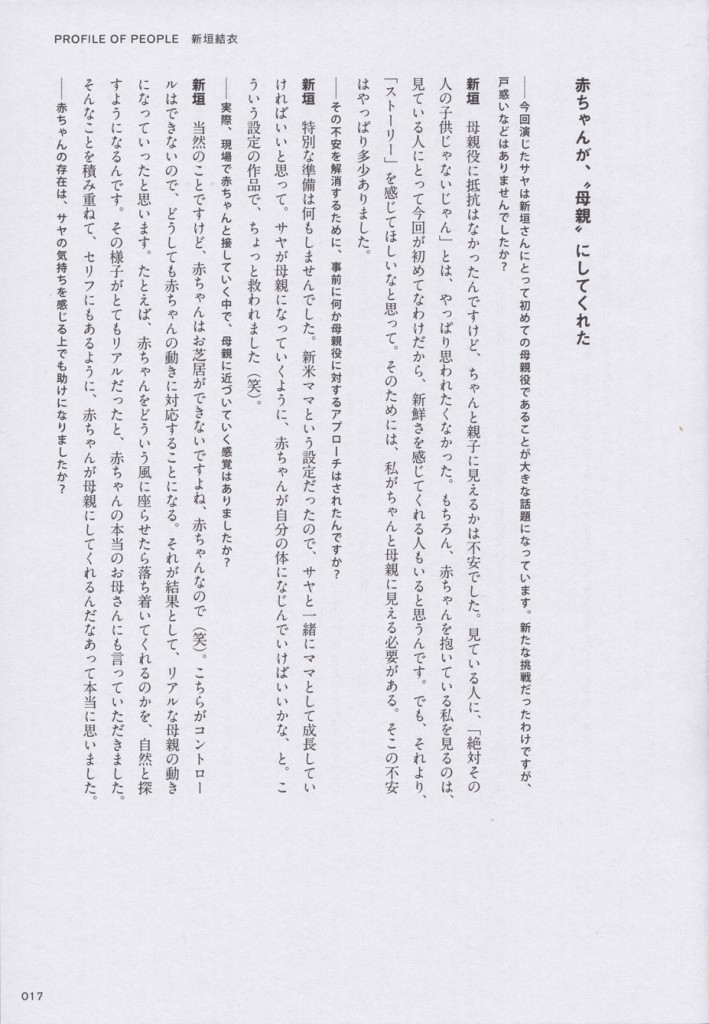 PROFILE OF PEOPLE 新垣結衣
赤ちゃんが、〝母親〟にしてくれた
――今回演じたサヤは新垣さんにとって初めての母親役であることが大きな話題になっています。新たな挑戦だったわけですが、
戸惑いなどはありませんでしたか？
新垣 母親役に抵抗はなかったんですけど、ちゃんと親子に見えるかは不安でした。見ている人に、「絶対その
人の子供じゃないじゃん」とは、やっぱり思われたくなかった。もちろん、赤ちゃんを抱いている私を見るのは、
見ている人にとって今回が初めてなわけだから、新鮮さを感じてくれる人もいると思うんです。でも、それより、
「ストーリー」を感じてほしいなと思って。そのためには、私がちゃんと母親に見える必要がある。そこの不安
はやっぱり多少ありました。
――その不安を解消するために、事前に何か母親役に対するアプローチはされたんですか？
新垣 特別な準備は何もしませんでした。新米ママという設定だったので、サヤと一緒にママとして成長してい
ければいいと思って。サヤが母親になっていくように、赤ちゃんが自分の体になじんでいけばいいかな、と。こ
ういう設定の作品で、ちょっと救われました（笑）。
――実際、現場で赤ちゃんと接していく中で、母親に近づいていく感覚はありましたか？
新垣 当然のことですけど、赤ちゃんはお芝居ができないですよね、赤ちゃんなので（笑）。こちらがコントロー
ルはできないので、どうしても赤ちゃんの動きに対応することになる。それが結果として、リアルな母親の動き
になっていったと思います。たとえば、赤ちゃんをどういう風に座らせたら落ち着いてくれるのかを、自然と探
すようになるんです。その様子がとてもリアルだったと、赤ちゃんの本当のお母さんにも言っていただきました。
そんなことを積み重ねて、セリフにもあるように、赤ちゃんが母親にしてくれるんだなあって本当に思いました。
――赤ちゃんの存在は、サヤの気持ちを感じる上でも助けになりましたか？
017